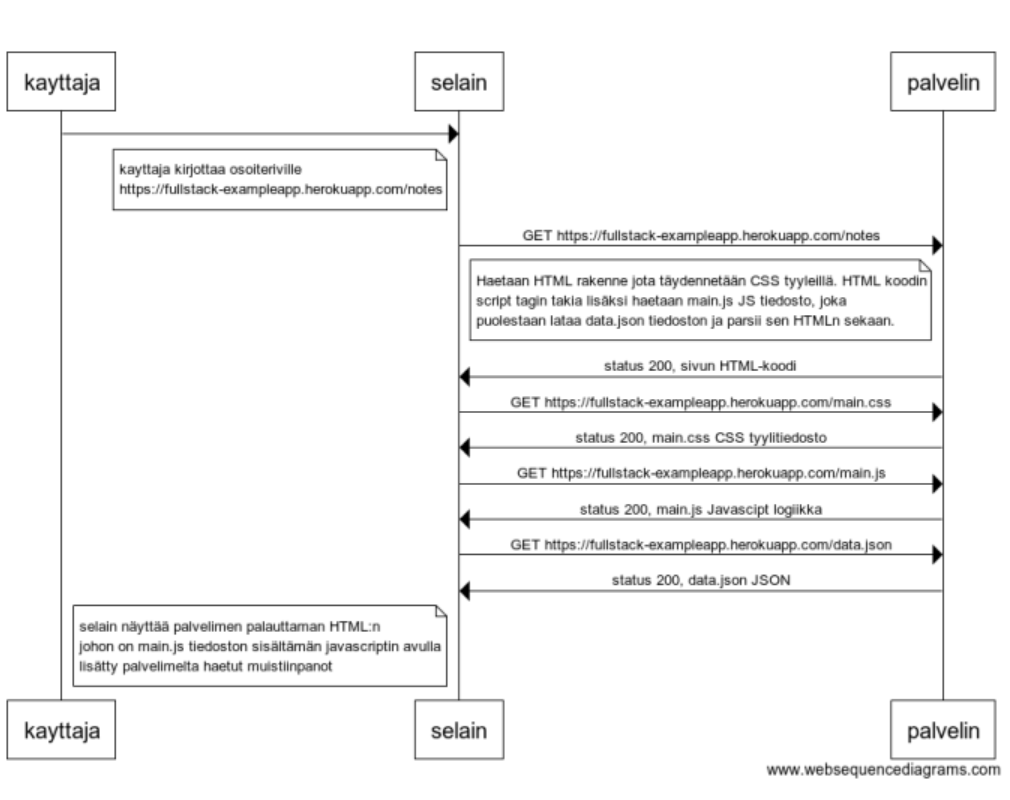 kayttaja
selain
palvelin
kayttaja kirjottaa osoiteriville
https://fullstack-exampleapp.herokuapp.com/notes
GET https://fullstack-exampleapp.herokuapp.com/notes
Haetaan HTML rakenne jota täydennetään CSS tyyleillä. HTML koodin
script tagin takia lisäksi haetaan main.js JS tiedosto, joka
puolestaan lataa data.json tiedoston ja parsii sen HTMLn sekaan.
status 200, sivun HTML-koodi
GET https://fullstack-exampleapp.herokuapp.com/main.css
status 200, main.css CSS tyylitiedosto
GET https://fullstack-exampleapp.herokuapp.com/main.js
status 200, main.js Javascipt logiikka
GET https://fullstack-exampleapp.herokuapp.com/data.json
status 200, data.json JSON
selain näyttää palvelimen palauttaman HTML:n
johon on main.js tiedoston sisältämän javascriptin avulla
lisätty palvelimelta haetut muistiinpanot
kayttaja
selain
palvelin
www.websequencediagrams.com